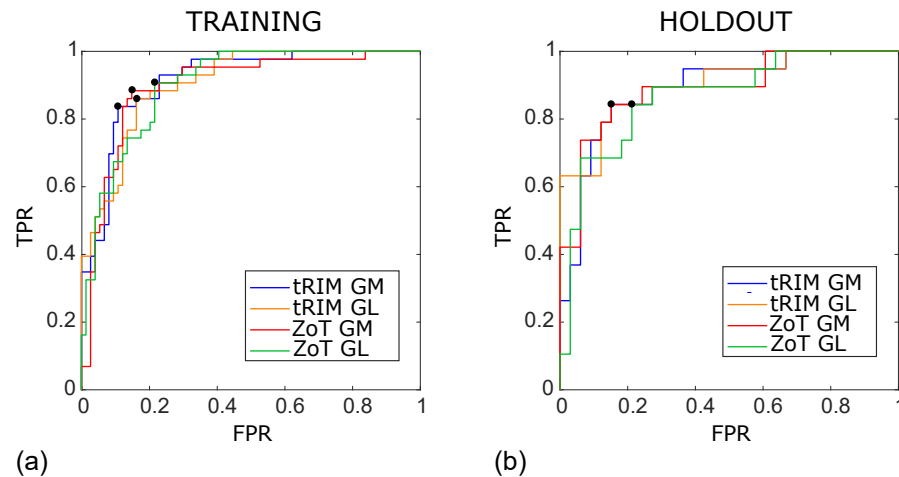 TRAINING
1
0.8
0.6
0.4
0.2
0
TPR
tRIM GM
tRIM GL
ZoT GM
ZoT GL
0 0.2 0.4 0.6 0.8 1
FPR
(a)
HOLDOUT
1
0.8
0.6
0.4
0.2
0
TPR
tRIM GM
tRIM GL
ZoT GM
ZoT GL
0 0.2 0.4 0.6 0.8 1
FPR
(b)